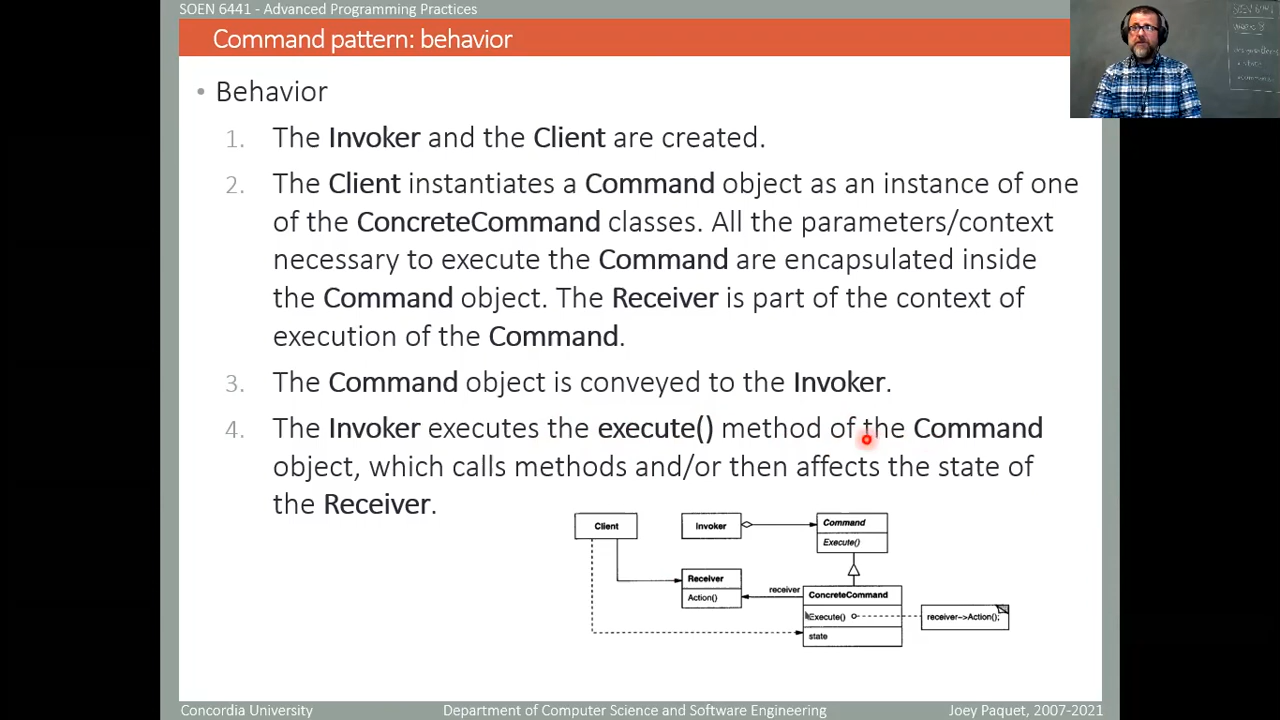 SOEN 6441 - Advanced Programming Practices
Command pattern: behavior
• Behavior
1. The Invoker and the Client are created.
2. The Client instantiates a Command object as an instance of one
of the ConcreteCommand classes. All the parameters/context
necessary to execute the Command are encapsulated inside
the Command object. The Receiver is part of the context of
execution of the Command.
3. The Command object is conveyed to the Invoker.
4. The Invoker executes the execute() method of the Command
object, which calls methods and/or then affects the state of
the Receiver.
Client
Invoker
Command
Execute()
Receiver
Action()
receiver
ConcreteCommand
Execute()
state
receiver->Action();
Concordia University
Department of Computer Science and Software Engineering
Joey Paquet, 2007-2021